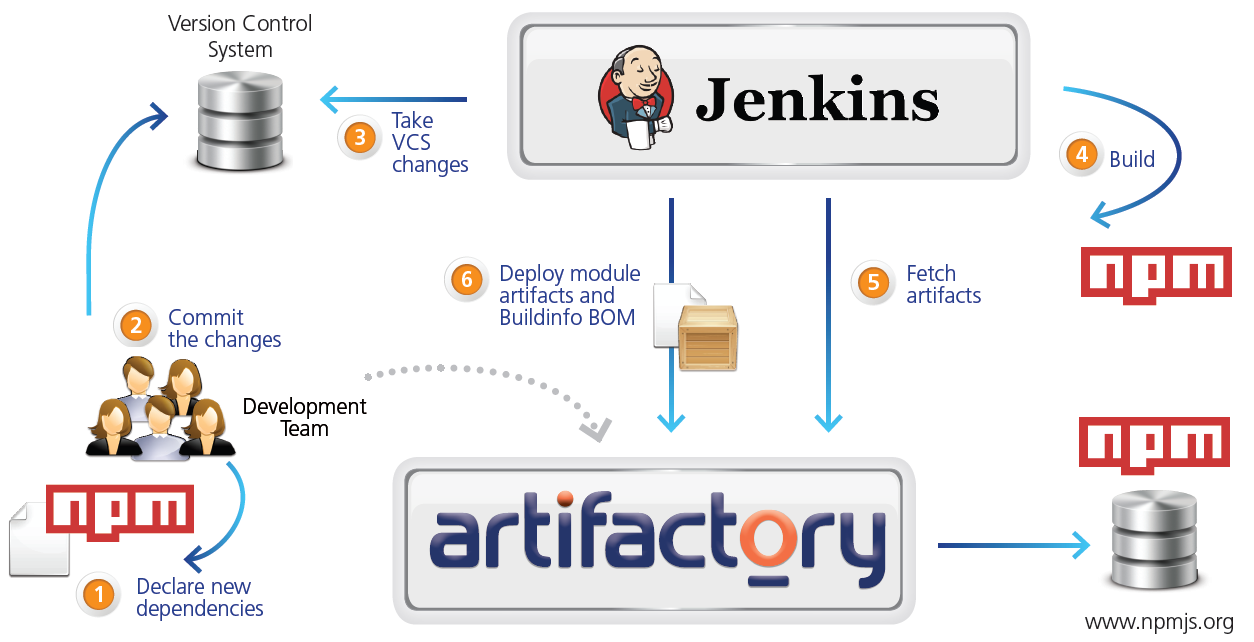 Version Control
System
Jenkins
3
Take
VCS
changes
4
Build
npm
6
Deploy module
artifacts and
Buildinfo BOM
5
Fetch
artifacts
2
Commit
the changes
Development
Team
npm
1
Declare new
dependencies
artifactory
npm
www.npmjs.org